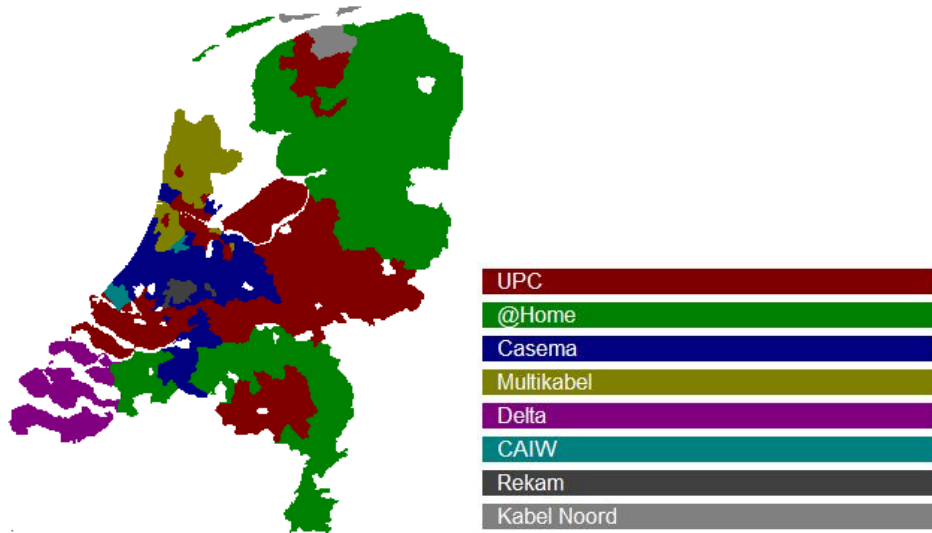 UPC
@Home
Casema
Multikabel
Delta
CAIW
Rekam
Kabel Noord